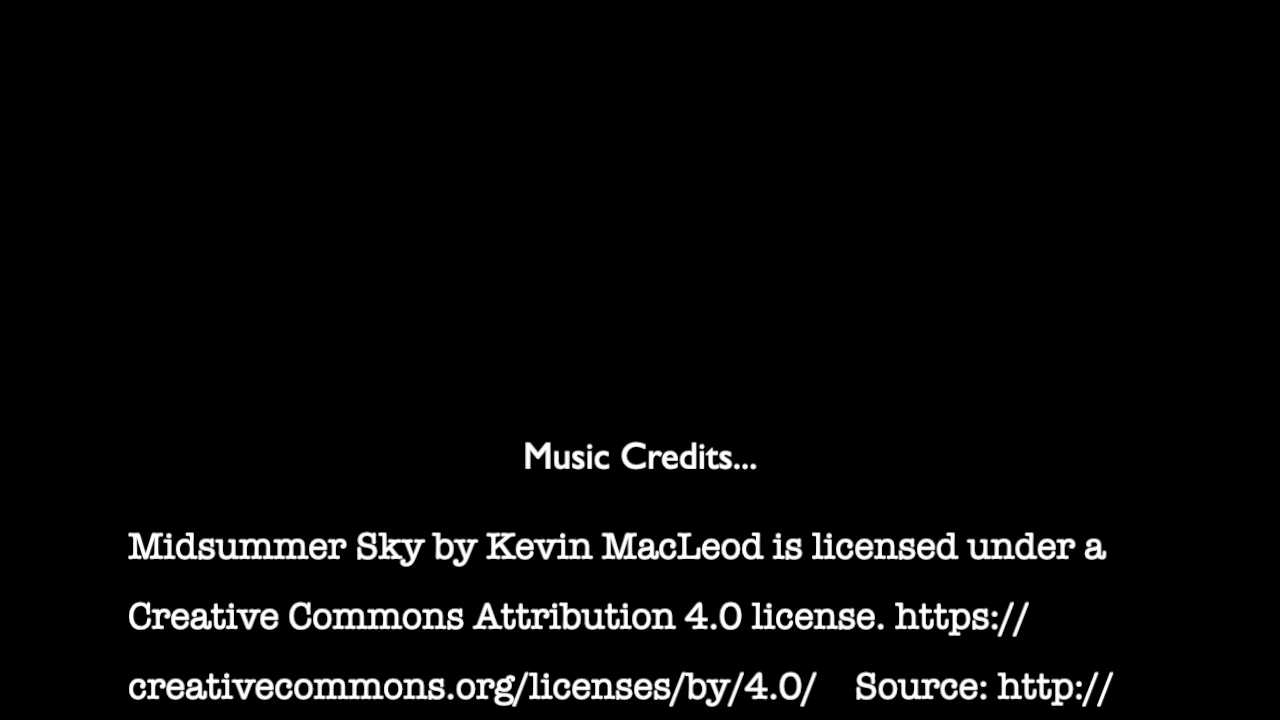 Music Credits...
Midsummer Sky by Kevin MacLeod is licensed under a
Creative Commons Attribution 4.0 license. https://
creativecommons.org/licenses/by/4.0/    Source: http://